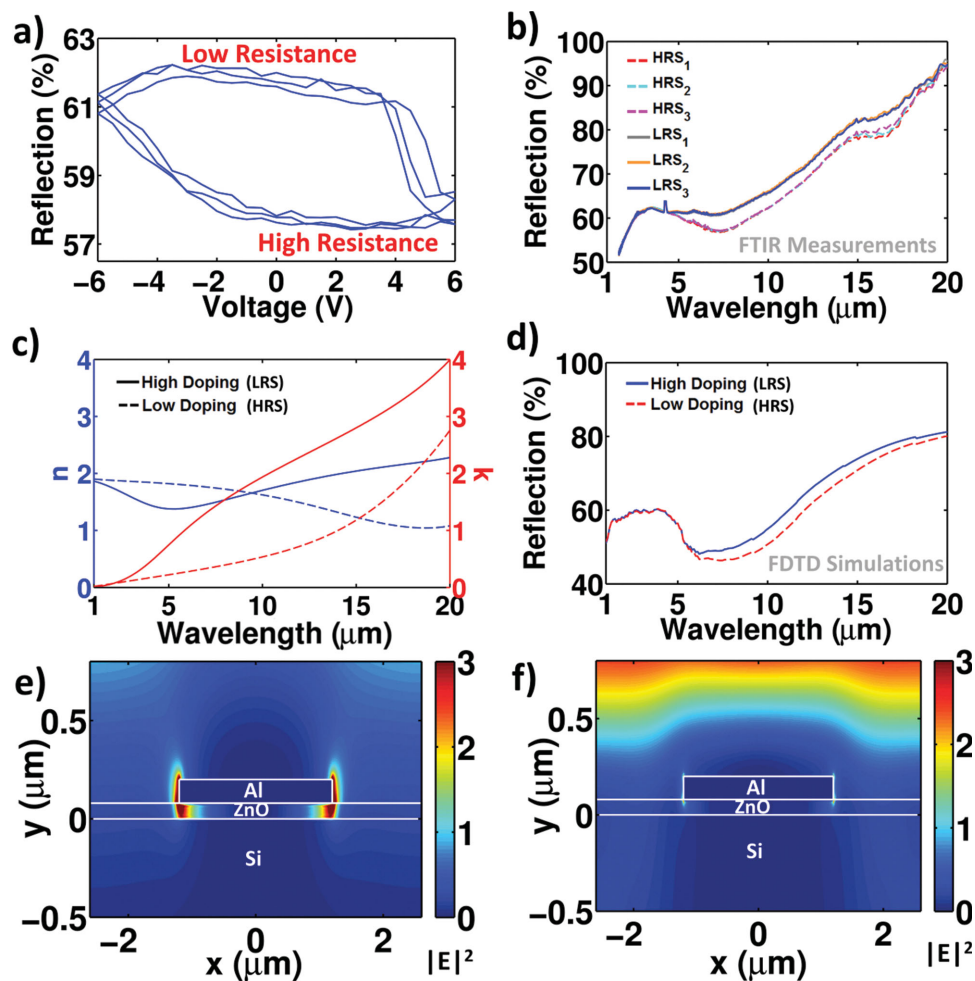 a)
63
61
59
57
Reflection (%)
Low Resistance
High Resistance
−6 −4 −2 0 2 4 6
Voltage (V)
b)
100
90
80
70
60
50
Reflection (%)
HRS1
HRS2
HRS3
LRS1
LRS2
LRS3
FTIR Measurements
1 5 10 15 20
Wavelengh (μm)
c)
4
3
2
1
0
n
High Doping (LRS)
Low Doping (HRS)
4
3
2
1
0
k
1 5 10 15 20
Wavelength (μm)
d)
100
80
60
40
Reflection (%)
High Doping (LRS)
Low Doping (HRS)
FDTD Simulations
1 5 10 15 20
Wavelength (μm)
e)
0.5
0
−0.5
y (μm)
Al
ZnO
Si
−2 0 2
x (μm)
3
2
1
0
|E|²
f)
0.5
0
−0.5
y (μm)
Al
ZnO
Si
−2 0 2
x (μm)
3
2
1
0
|E|²